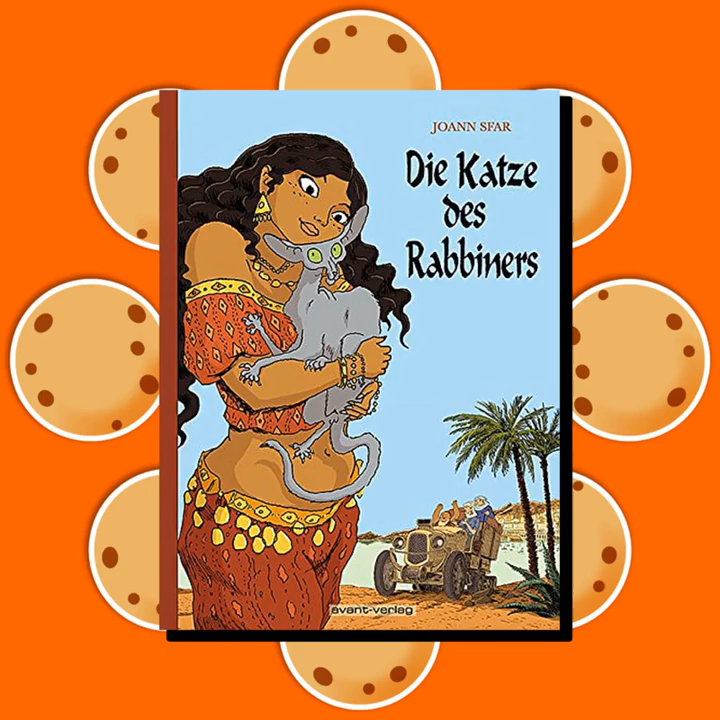 JOANN SFAR
Die Katze
des
Rabbiners
avant-verlag